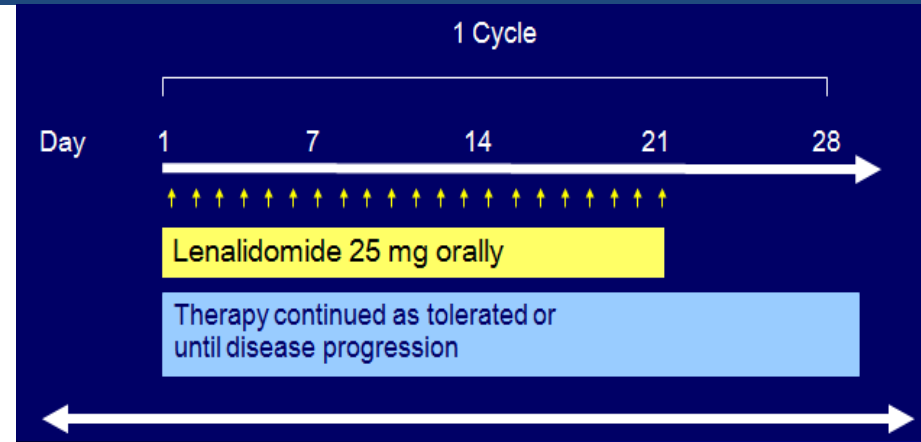 1 Cycle
Day 1 7 14 21 28
Lenalidomide 25 mg orally
Therapy continued as tolerated or
until disease progression